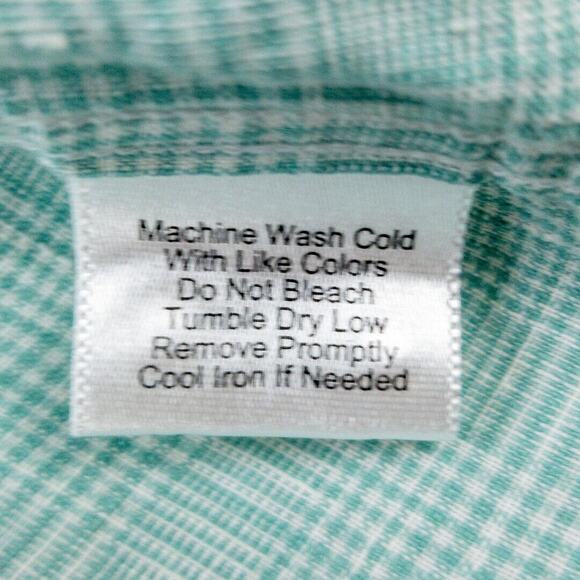 Machine Wash Cold
With Like Colors
Do Not Bleach
Tumble Dry Low
Remove Promptly
Cool Iron If Needed